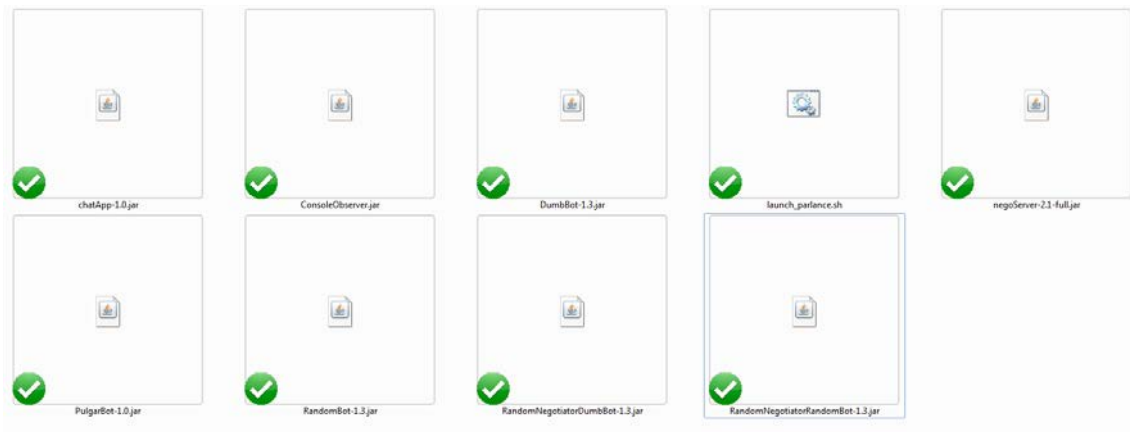 chatApp-1.0.jar
ConsoleObserver.jar
DumbBot-1.3.jar
launch_parlance.sh
negoServer-2.1-full.jar
PulgarBot-1.0.jar
RandomBot-1.3.jar
RandomNegotiatorDumbBot-1.3.jar
RandomNegotiatorRandomBot-1.3.jar